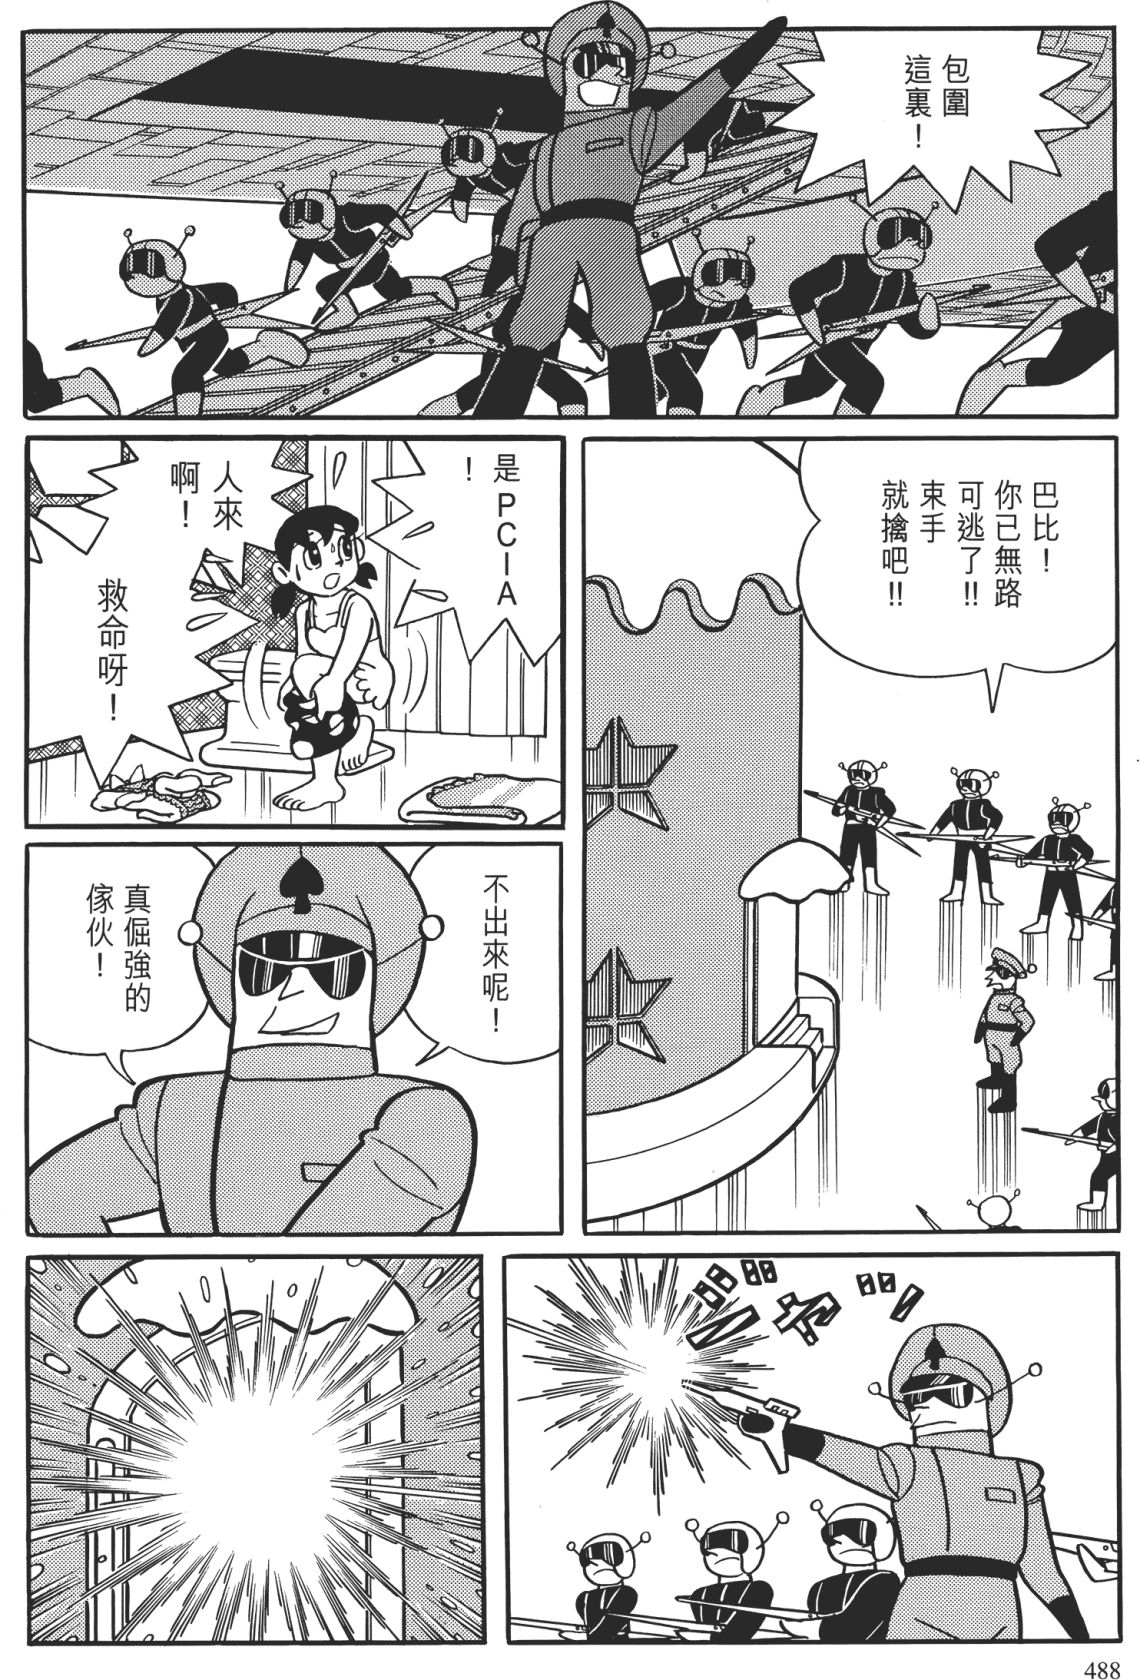 包圍
這裏！
巴比！
你已無路
可逃了!!
束手
就擒吧!!
是PCIA
！
人來
啊！
救命呀！
不出來呢！
真倔強的
傢伙！
488